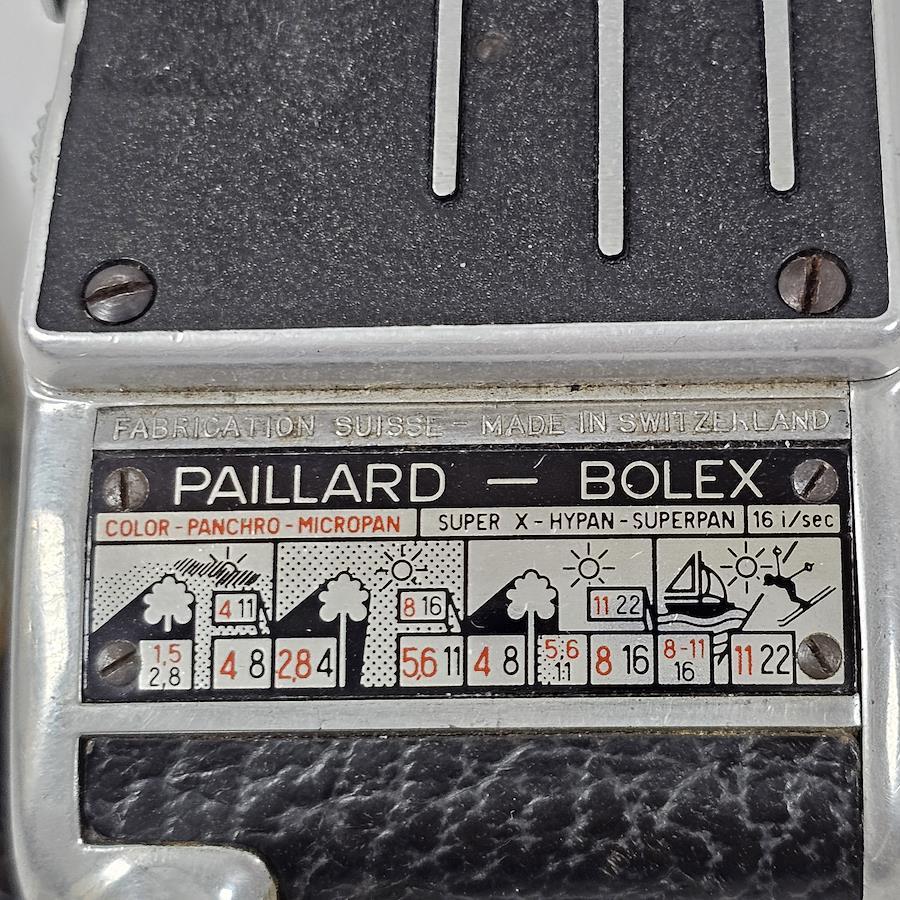 FABRICATION SUISSE - MADE IN SWITZERLAND
PAILLARD — BOLEX
COLOR-PANCHRO-MICROPAN SUPER X-HYPAN-SUPERPAN 16 i/sec
4 11 8 16 11 22
1,5 2,8 4 8 2,8 4 5,6 11 4 8 5,6 11 8 16 8-11 16 11 22